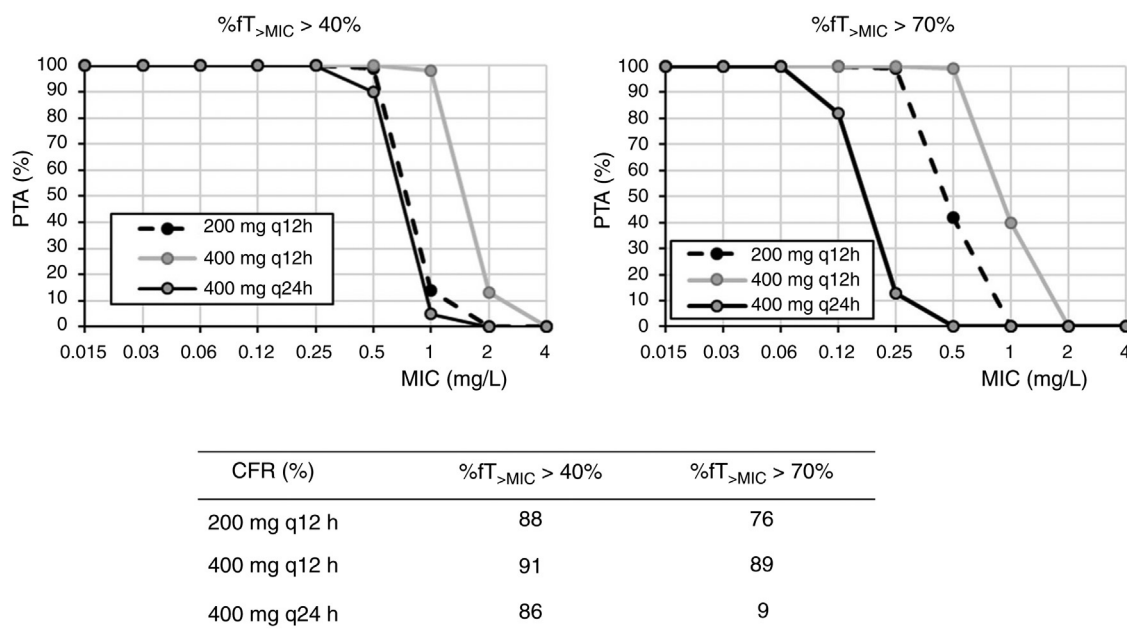 %fT>MIC > 40%
PTA (%)
100
90
80
70
60
50
40
30
20
10
0
200 mg q12h
400 mg q12h
400 mg q24h
0.015 0.03 0.06 0.12 0.25 0.5 1 2 4
MIC (mg/L)
%fT>MIC > 70%
PTA (%)
100
90
80
70
60
50
40
30
20
10
0
200 mg q12h
400 mg q12h
400 mg q24h
0.015 0.03 0.06 0.12 0.25 0.5 1 2 4
MIC (mg/L)
CFR (%) %fT>MIC > 40% %fT>MIC > 70%
200 mg q12 h 88 76
400 mg q12 h 91 89
400 mg q24 h 86 9